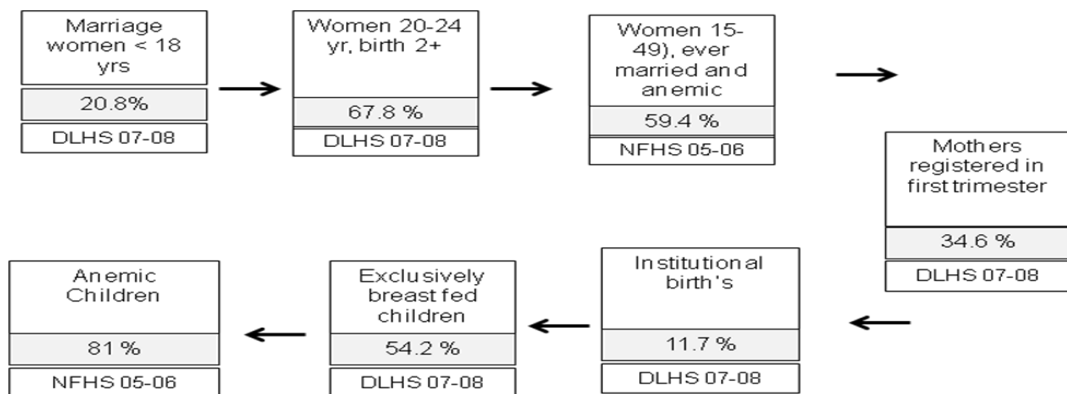 Marriage
women < 18
yrs
20.8%
DLHS 07-08
Women 20-24
yr, birth 2+
67.8 %
DLHS 07-08
Women 15-
49), ever
married and
anemic
59.4 %
NFHS 05-06
Mothers
registered in
first trimester
34.6 %
DLHS 07-08
Institutional
birth's
11.7 %
DLHS 07-08
Exclusively
breast fed
children
54.2 %
DLHS 07-08
Anemic
Children
81 %
NFHS 05-06